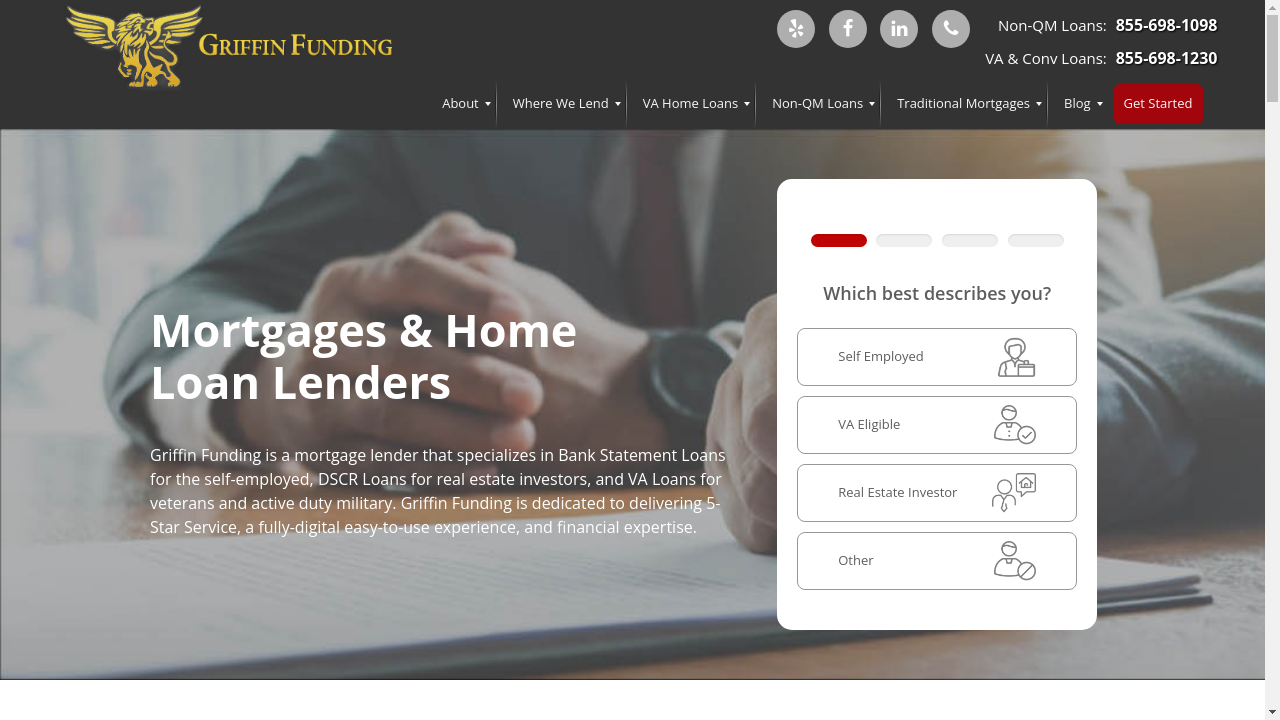 GRIFFIN FUNDING
Non-QM Loans: 855-698-1098
VA & Conv Loans: 855-698-1230
About
Where We Lend
VA Home Loans
Non-QM Loans
Traditional Mortgages
Blog
Get Started
Mortgages & Home
Loan Lenders
Griffin Funding is a mortgage lender that specializes in Bank Statement Loans
for the self-employed, DSCR Loans for real estate investors, and VA Loans for
veterans and active duty military. Griffin Funding is dedicated to delivering 5-
Star Service, a fully-digital easy-to-use experience, and financial expertise.
Which best describes you?
Self Employed
VA Eligible
Real Estate Investor
Other